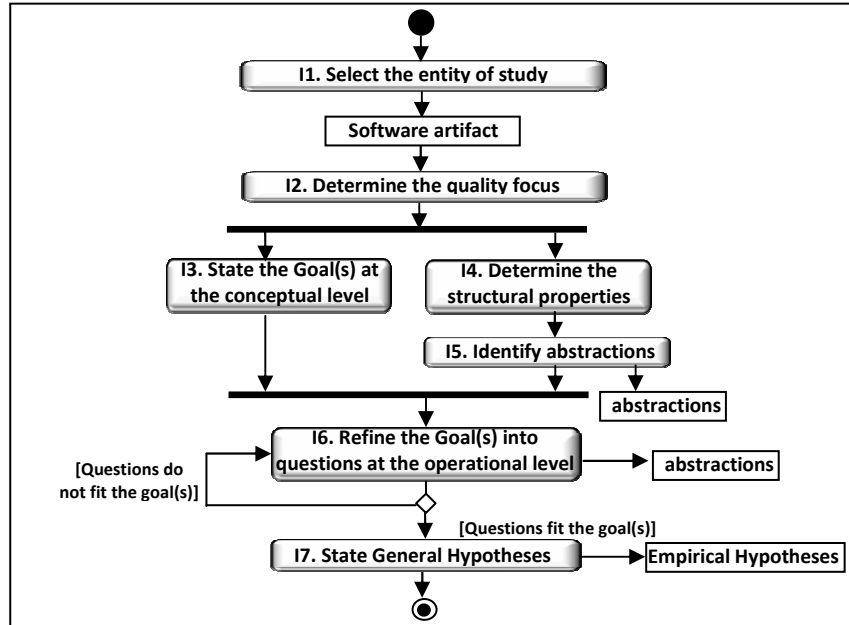 I1. Select the entity of study
Software artifact
I2. Determine the quality focus
I3. State the Goal(s) at
the conceptual level
I4. Determine the
structural properties
I5. Identify abstractions
abstractions
I6. Refine the Goal(s) into
questions at the operational level
abstractions
[Questions do
not fit the goal(s)]
[Questions fit the goal(s)]
I7. State General Hypotheses
Empirical Hypotheses